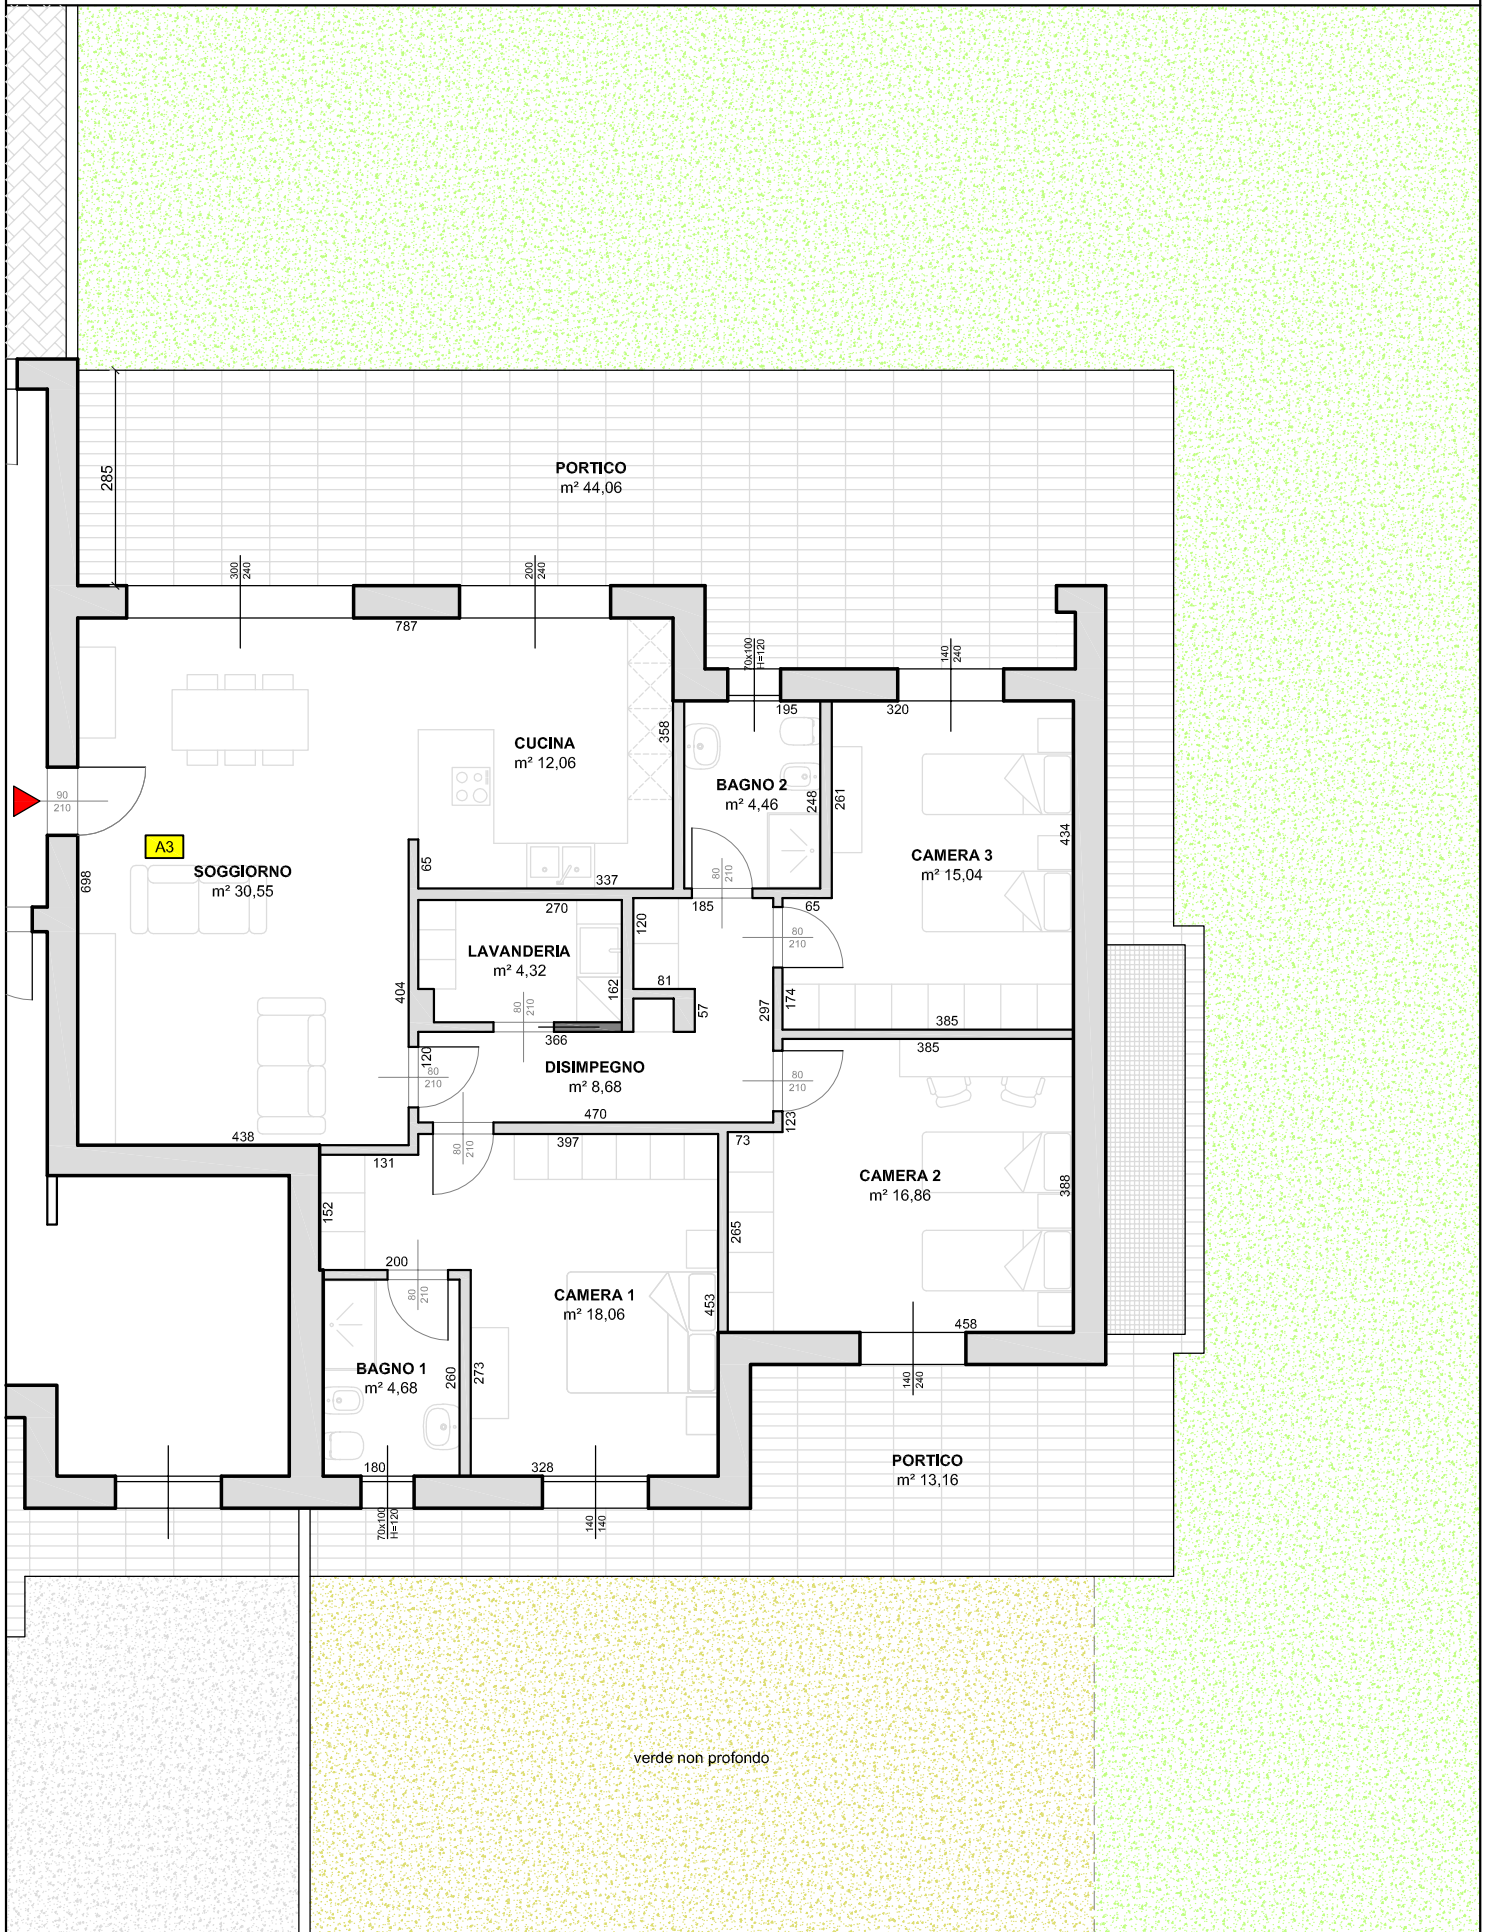 285
PORTICO
m² 44,06
300
240
200
240
787
70x100
H=120
140
240
195
320
358
CUCINA
m² 12,06
BAGNO 2
m² 4,46
248
261
90
210
A3
434
65
SOGGIORNO
m² 30,55
698
CAMERA 3
m² 15,04
337
80
210
270
185
65
120
LAVANDERIA
m² 4,32
80
210
81
162
404
57
297
174
80
210
385
366
120
385
DISIMPEGNO
m² 8,68
80
210
80
210
470
123
438
131
80
210
397
73
CAMERA 2
m² 16,86
388
152
265
200
80
210
CAMERA 1
m² 18,06
453
458
BAGNO 1
m² 4,68
260
273
140
240
180
328
PORTICO
m² 13,16
70x100
H=120
140
140
verde non profondo